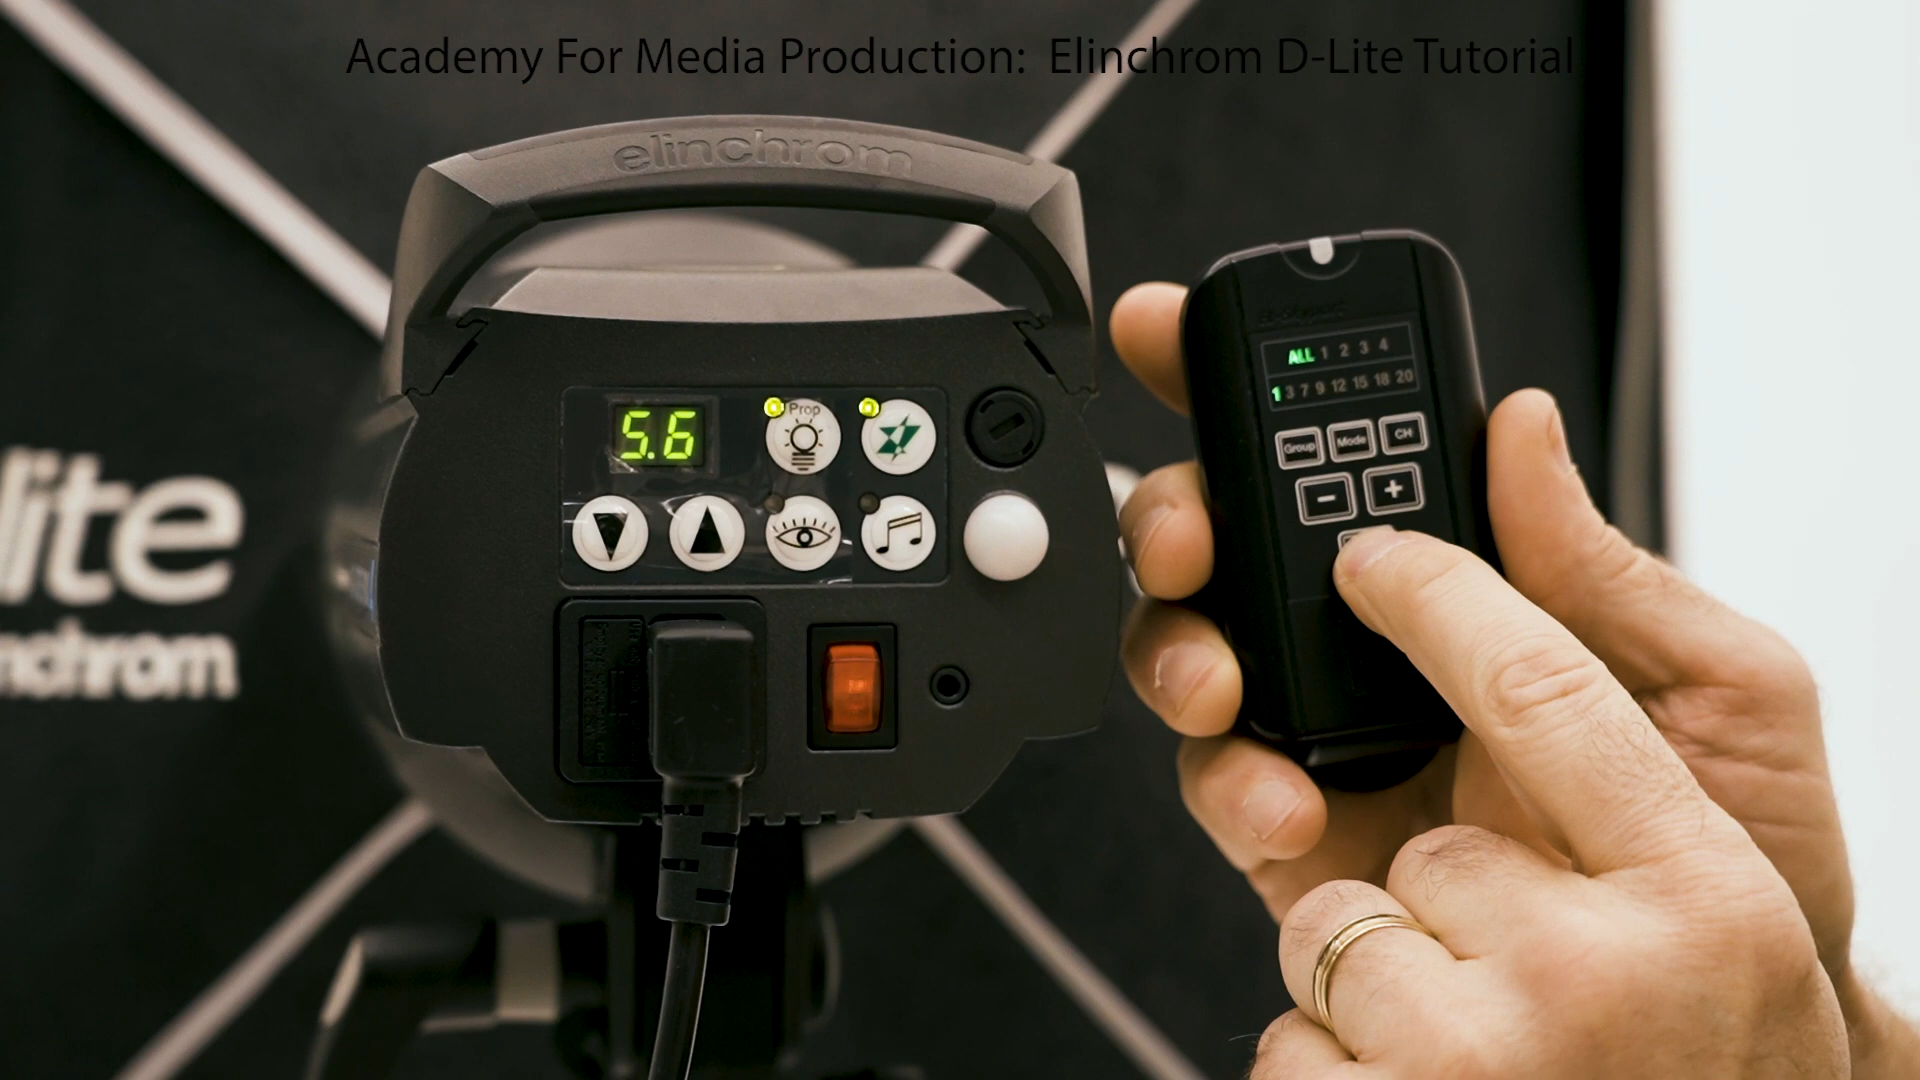 Academy For Media Production:  Elinchrom D-Lite Tutorial
elinchrom
5.6
Prop
lite
nchrom
ALL 1 2 3 4
1 3 7 9 12 15 18 20
Group Mode CH
- +